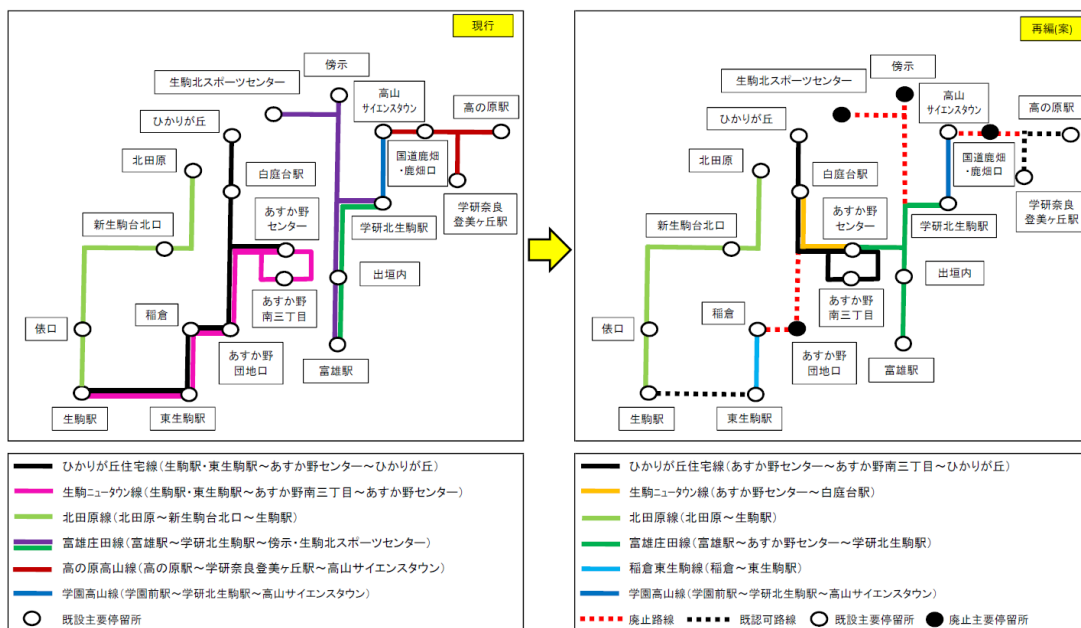 現行
傍示
生駒北スポーツセンター
高山
サイエンスタウン
高の原駅
ひかりが丘
北田原
国道鹿畑
・鹿畑口
白庭台駅
学研奈良
登美ヶ丘駅
あすか野
センター
新生駒台北口
学研北生駒駅
出垣内
あすか野
南三丁目
稲倉
俵口
あすか野
団地口
富雄駅
生駒駅
東生駒駅
ひかりが丘住宅線(生駒駅・東生駒駅~あすか野センター~ひかりが丘)
生駒ニュータウン線(生駒駅・東生駒駅~あすか野南三丁目~あすか野センター)
北田原線(北田原~新生駒台北口~生駒駅)
富雄庄田線(富雄駅~学研北生駒駅~傍示・生駒北スポーツセンター)
高の原高山線(高の原駅~学研奈良登美ヶ丘駅~高山サイエンスタウン)
学園高山線(学園前駅~学研北生駒駅~高山サイエンスタウン)
既設主要停留所
再編(案)
傍示
生駒北スポーツセンター
高山
サイエンスタウン
高の原駅
ひかりが丘
北田原
国道鹿畑
・鹿畑口
白庭台駅
学研奈良
登美ヶ丘駅
あすか野
センター
新生駒台北口
学研北生駒駅
出垣内
あすか野
南三丁目
稲倉
俵口
あすか野
団地口
富雄駅
生駒駅
東生駒駅
ひかりが丘住宅線(あすか野センター~あすか野南三丁目~ひかりが丘)
生駒ニュータウン線(あすか野センター~白庭台駅)
北田原線(北田原~生駒駅)
富雄庄田線(富雄駅~あすか野センター~学研北生駒駅)
稲倉東生駒線(稲倉~東生駒駅)
学園高山線(学園前駅~学研北生駒駅~高山サイエンスタウン)
廃止路線 既認可路線 既設主要停留所 廃止主要停留所